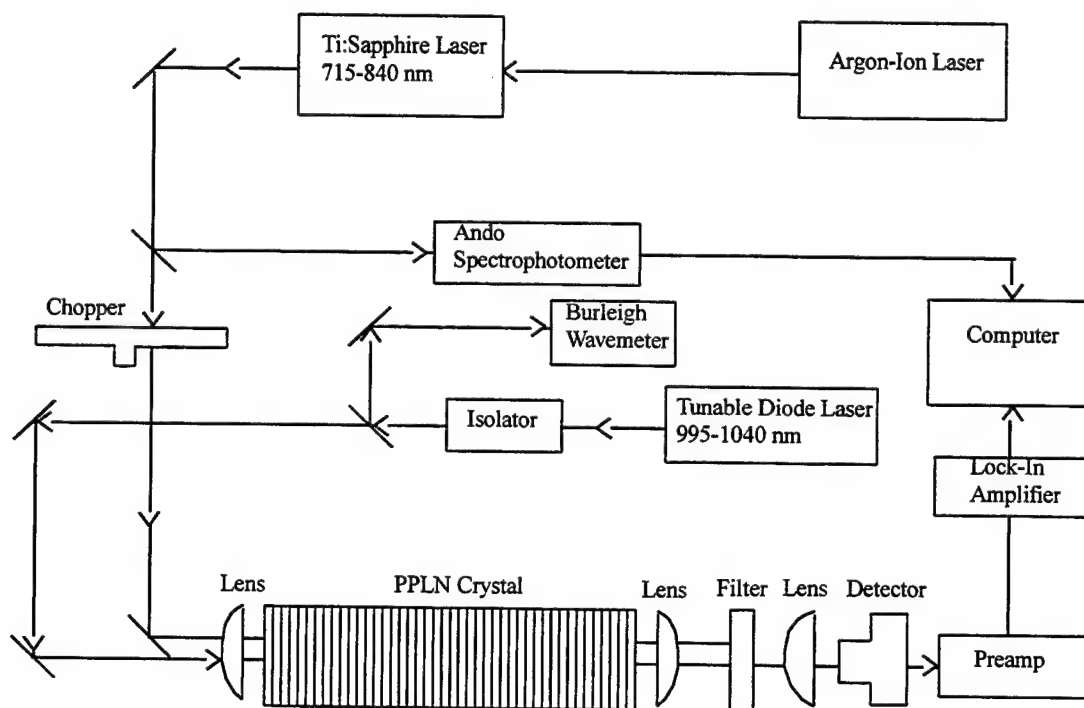 Ti:Sapphire Laser
715-840 nm
Argon-Ion Laser
Ando
Spectrophotometer
Chopper
Burleigh
Wavemeter
Computer
Isolator
Tunable Diode Laser
995-1040 nm
Lock-In
Amplifier
Lens
PPLN Crystal
Lens
Filter
Lens
Detector
Preamp